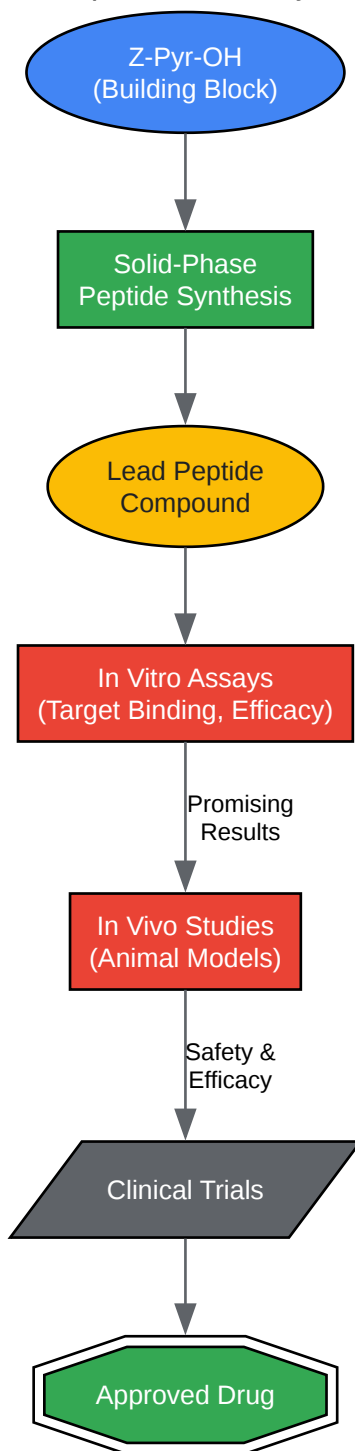 Z-Pyr-OH
(Building Block)
Solid-Phase
Peptide Synthesis
Lead Peptide
Compound
In Vitro Assays
(Target Binding, Efficacy)
Promising
Results
In Vivo Studies
(Animal Models)
Safety &
Efficacy
Clinical Trials
Approved Drug